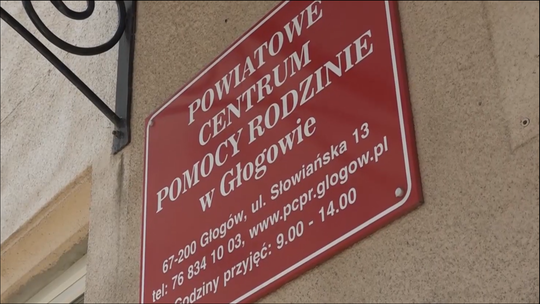 POWIATOWE
CENTRUM
POMOCY RODZINIE
w Głogowie
67-200 Głogów, ul. Słowiańska 13
tel: 76 834 10 03, www.pcpr.glogow.pl
Godziny przyjęć: 9.00 - 14.00